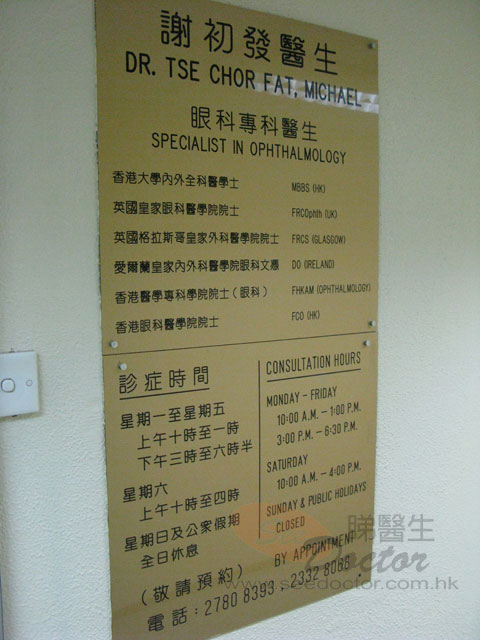 謝初發醫生
DR. TSE CHOR FAT, MICHAEL
眼科專科醫生
SPECIALIST IN OPHTHALMOLOGY
香港大學內外全科醫學士 MBBS (HK)
英國皇家眼科醫學院院士 FRCOphth (UK)
英國格拉斯哥皇家外科醫學院院士 FRCS (GLASGOW)
愛爾蘭皇家內外科醫學院眼科文憑 DO (IRELAND)
香港醫學專科學院院士(眼科) FHKAM (OPHTHALMOLOGY)
香港眼科醫學院院士 FCO (HK)
診症時間
星期一至星期五
上午十時至一時
下午三時至六時半
星期六
上午十時至四時
星期日及公家假期
全日休息
CONSULTATION HOURS
MONDAY - FRIDAY
10:00 A.M. - 1:00 P.M.
3:00 P.M. - 6:30 P.M.
SATURDAY
10:00 A.M. - 4:00 P.M.
SUNDAY & PUBLIC HOLIDAYS
CLOSED
(敬請預約) BY APPOINTMENT
電話: 2780 8393, 2332 8068
睇醫生
Doctor
www.seedoctor.com.hk